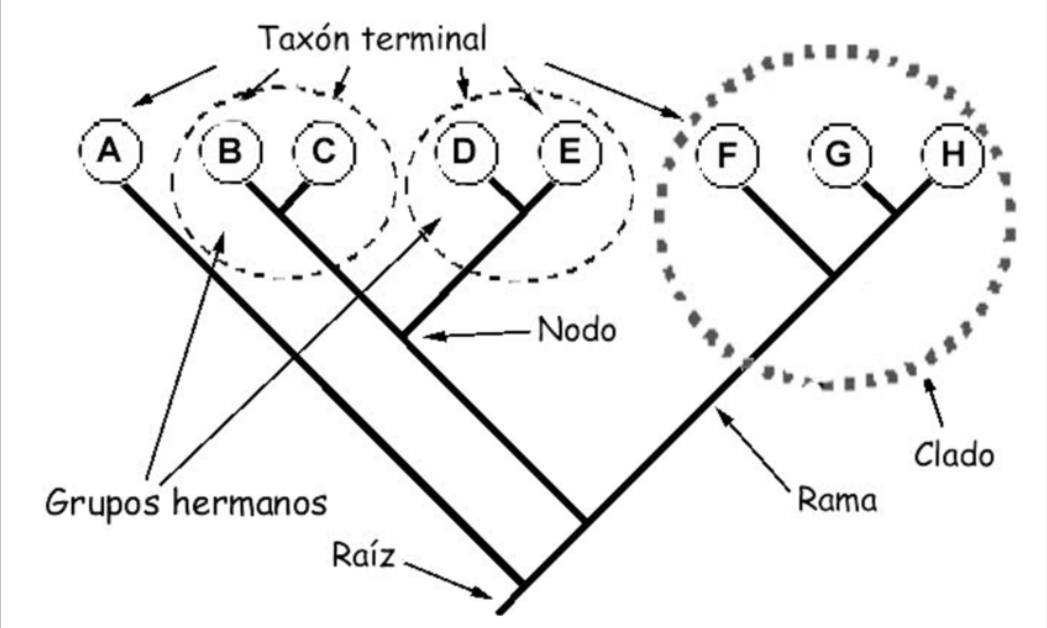 Taxón terminal
A B C D E F G H
Nodo
Clado
Grupos hermanos
Rama
Raíz